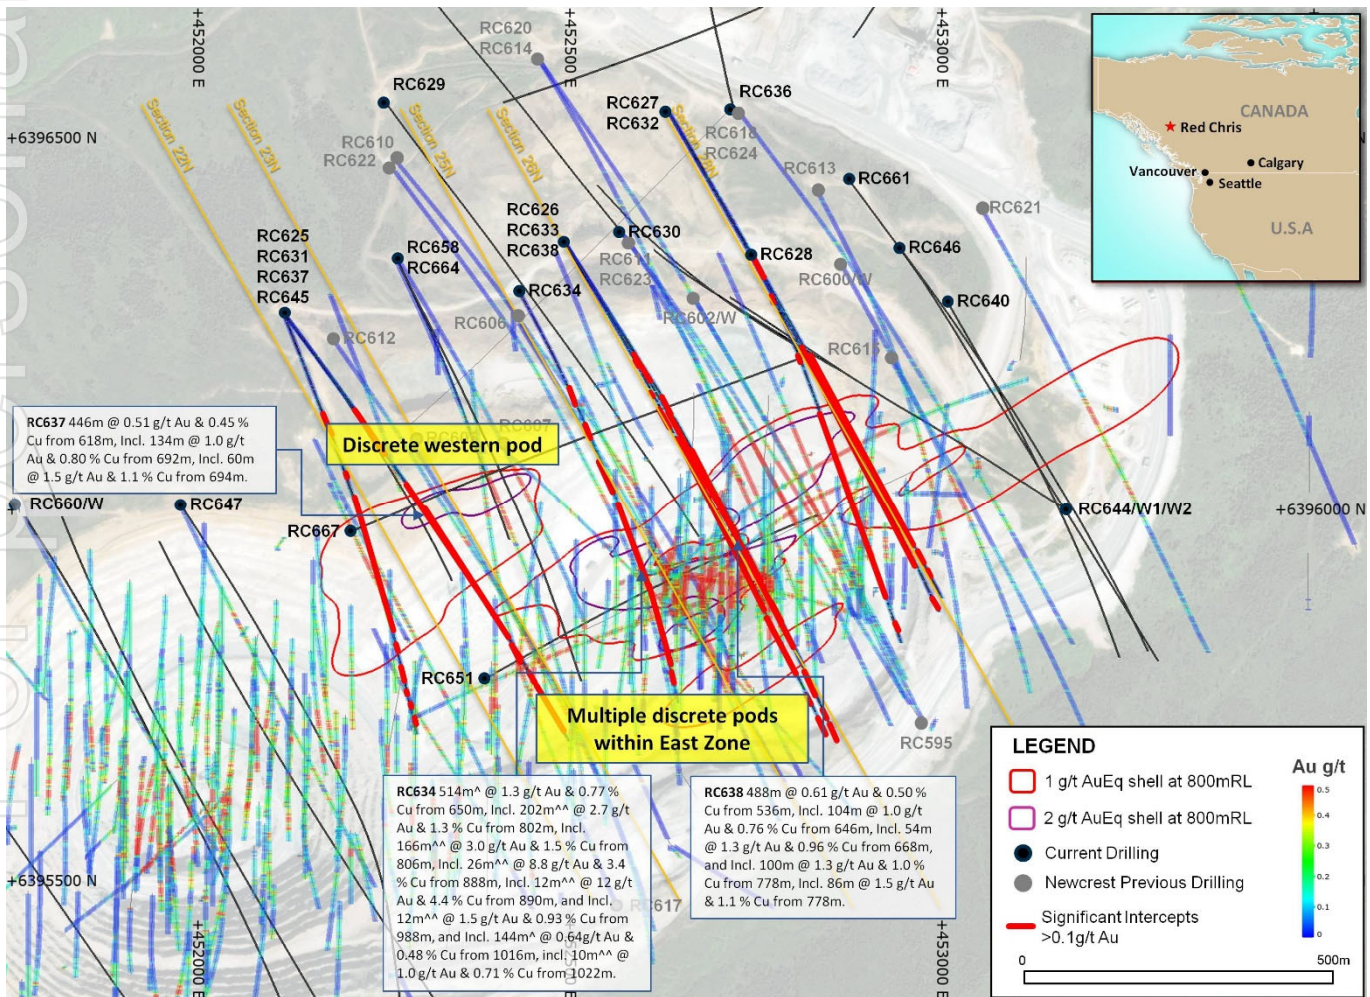 For personal use only
452000 E
452500 E
453000 E
RC620
RC614
RC629
RC627
RC632
RC636
RC618
RC624
+6396500 N
Section 22N
Section 23N
Section 25N
Section 26N
Section 28N
RC610
RC622
RC613
RC661
RC621
RC626
RC633
RC638
RC630
RC611
RC623
RC625
RC631
RC637
RC645
RC658
RC664
RC628
RC646
RC600/W
RC634
RC606
RC602/W
RC640
RC612
RC615
RC607
CANADA
Red Chris
Vancouver
Calgary
Seattle
U.S.A
RC637 446m @ 0.51 g/t Au & 0.45 %
Cu from 618m, Incl. 134m @ 1.0 g/t
Au & 0.80 % Cu from 692m, Incl. 60m
@ 1.5 g/t Au & 1.1 % Cu from 694m.
Discrete western pod
RC660/W
RC647
RC667
RC644/W1/W2
+6396000 N
RC651
Multiple discrete pods
within East Zone
RC595
RC634 514m^ @ 1.3 g/t Au & 0.77 %
Cu from 650m, Incl. 202m^^ @ 2.7 g/t
Au & 1.3 % Cu from 802m, Incl.
166m^^ @ 3.0 g/t Au & 1.5 % Cu from
806m, Incl. 26m^^ @ 8.8 g/t Au & 3.4
% Cu from 888m, Incl. 12m^^ @ 12 g/t
Au & 4.4 % Cu from 890m, and Incl.
12m^^ @ 1.5 g/t Au & 0.93 % Cu from
988m, and Incl. 144m^ @ 0.64g/t Au &
0.48 % Cu from 1016m, incl. 10m^^ @
1.0 g/t Au & 0.71 % Cu from 1022m.
RC638 488m @ 0.61 g/t Au & 0.50 %
Cu from 536m, Incl. 104m @ 1.0 g/t
Au & 0.76 % Cu from 646m, Incl. 54m
@ 1.3 g/t Au & 0.96 % Cu from 668m,
and Incl. 100m @ 1.3 g/t Au & 1.0 %
Cu from 778m, Incl. 86m @ 1.5 g/t Au
& 1.1 % Cu from 778m.
+6395500 N
RC617
452000 E
452500 E
453000 E
LEGEND
1 g/t AuEq shell at 800mRL
2 g/t AuEq shell at 800mRL
Current Drilling
Newcrest Previous Drilling
Significant Intercepts
>0.1g/t Au
Au g/t
0.5
0.4
0.3
0.2
0.1
0
0
500m